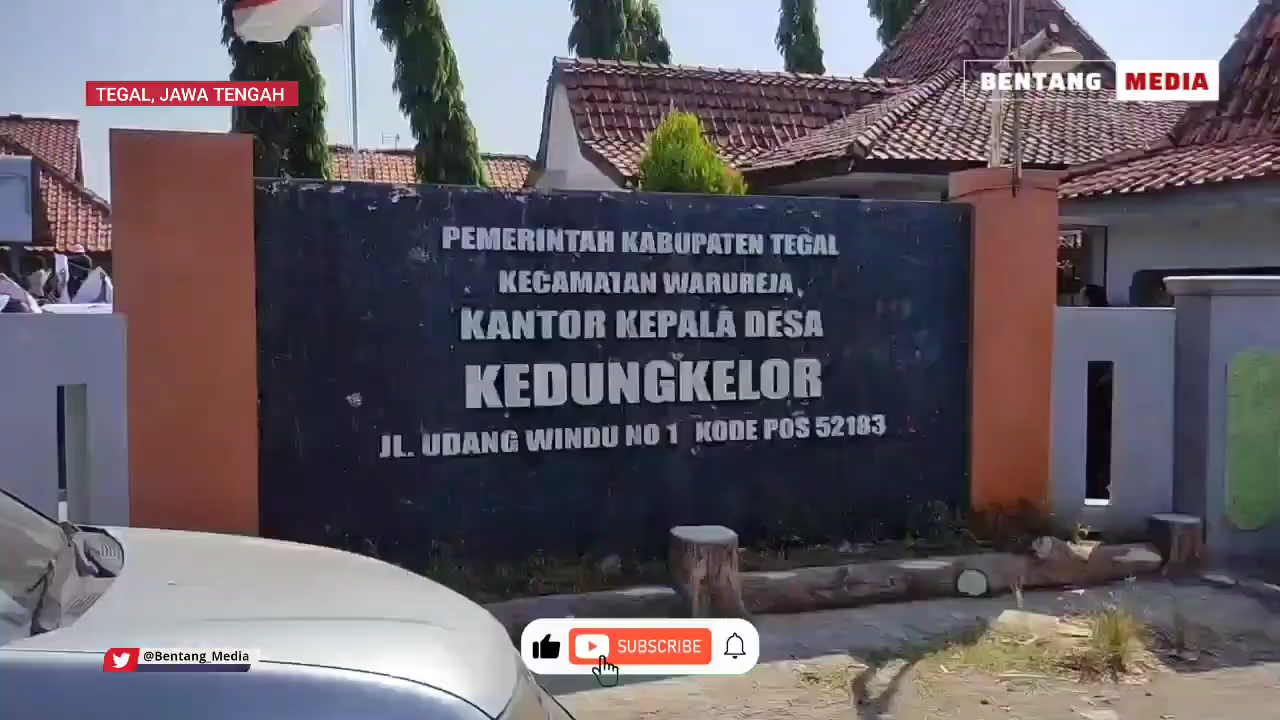 TEGAL, JAWA TENGAH
BENTANG MEDIA
PEMERINTAH KABUPATEN TEGAL
KECAMATAN WARUREJA
KANTOR KEPALA DESA
KEDUNGKELOR
JL. UDANG WINDU NO 1 KODE POS 52183
SUBSCRIBE
@Bentang_Media